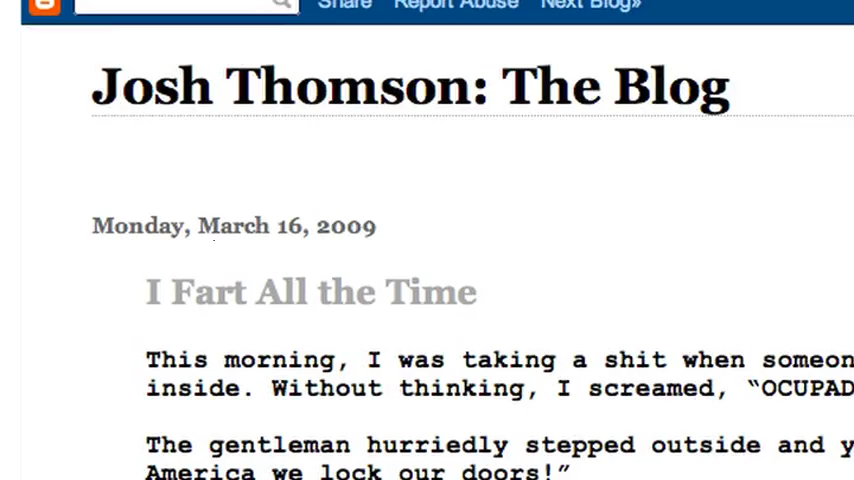 Share Report Abuse Next Blog»
Josh Thomson: The Blog
Monday, March 16, 2009
I Fart All the Time
This morning, I was taking a shit when someon
inside. Without thinking, I screamed, “OCUPAD
The gentleman hurriedly stepped outside and y
America we lock our doors!”